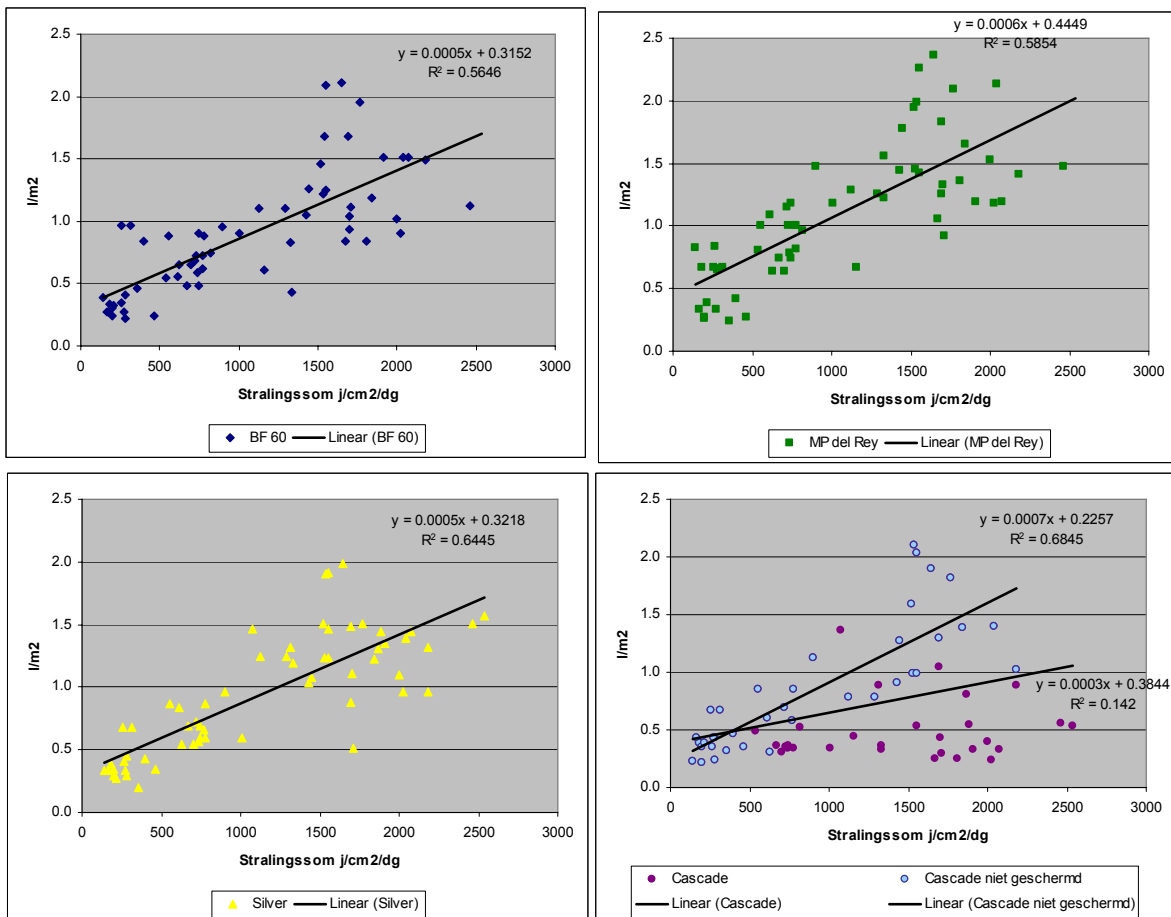 y = 0.0005x + 0.3152
R² = 0.5646
2.5
2.0
1.5
1.0
0.5
0.0
l/m2
0 500 1000 1500 2000 2500 3000
Stralingssom j/cm2/dg
BF 60 Linear (BF 60)
y = 0.0006x + 0.4449
R² = 0.5854
2.5
2.0
1.5
1.0
0.5
0.0
l/m2
0 500 1000 1500 2000 2500 3000
Stralingssom j/cm2/dg
MP del Rey Linear (MP del Rey)
y = 0.0005x + 0.3218
R² = 0.6445
2.5
2.0
1.5
1.0
0.5
0.0
l/m2
0 500 1000 1500 2000 2500 3000
Stralingssom j/cm2/dg
Silver Linear (Silver)
y = 0.0007x + 0.2257
R² = 0.6845
y = 0.0003x + 0.3844
R² = 0.142
2.5
2.0
1.5
1.0
0.5
0.0
l/m2
0 500 1000 1500 2000 2500 3000
Stralingssom j/cm2/dg
Cascade Cascade niet geschermd
Linear (Cascade) Linear (Cascade niet geschermd)